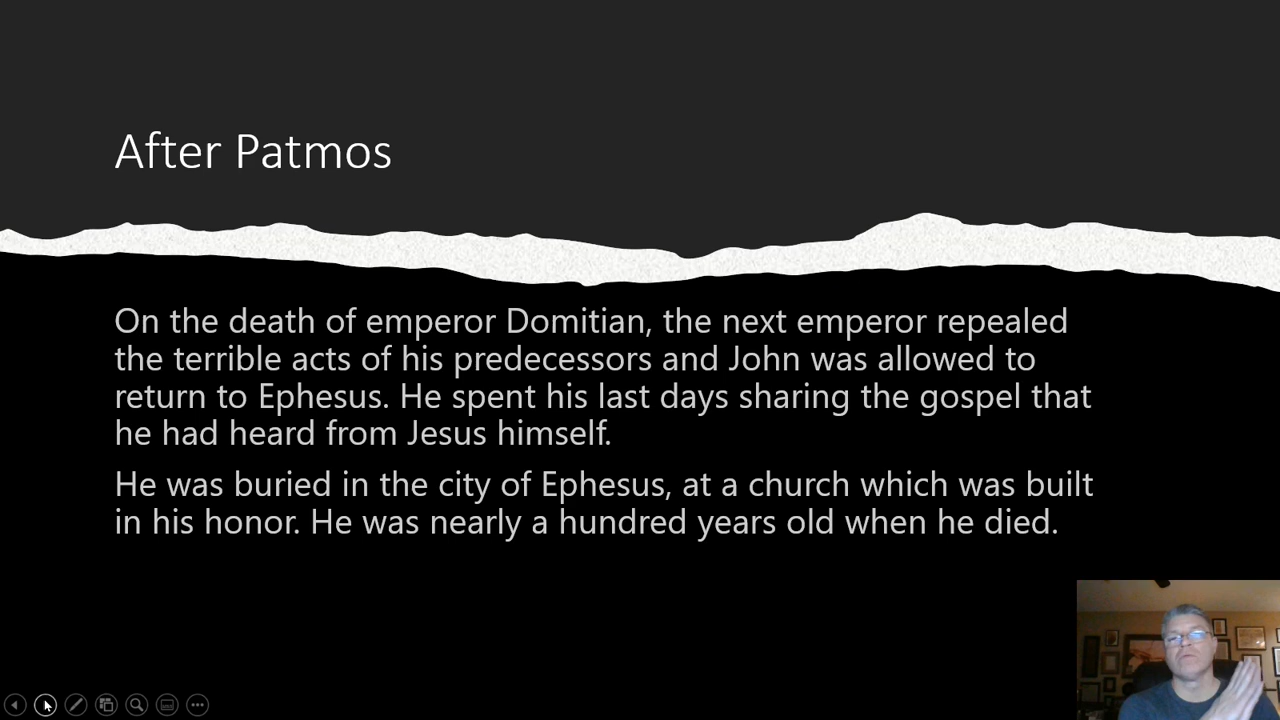 After Patmos
On the death of emperor Domitian, the next emperor repealed
the terrible acts of his predecessors and John was allowed to
return to Ephesus. He spent his last days sharing the gospel that
he had heard from Jesus himself.
He was buried in the city of Ephesus, at a church which was built
in his honor. He was nearly a hundred years old when he died.